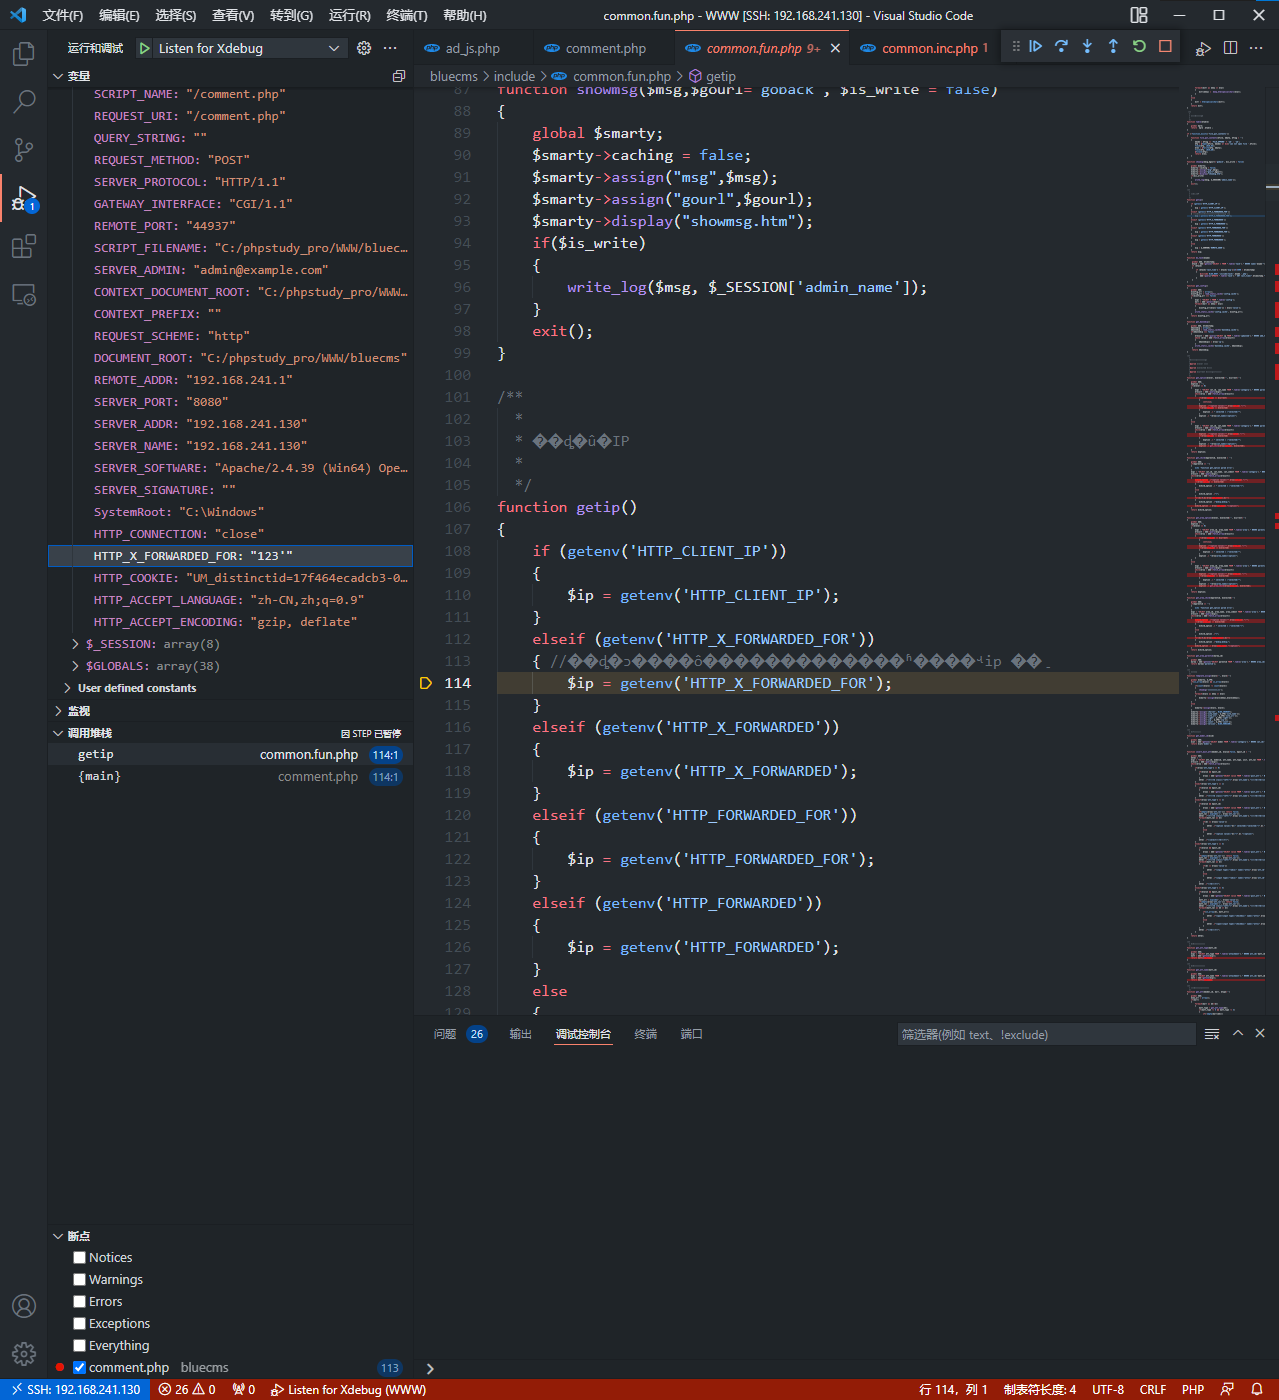 文件(F) 编辑(E) 选择(S) 查看(V) 转到(G) 运行(R) 终端(T) 帮助(H) common.fun.php - WWW [SSH: 192.168.241.130] - Visual Studio Code
运行和调试 Listen for Xdebug
ad_js.php comment.php common.fun.php 9+ common.inc.php 1
变量
bluecms > include > common.fun.php > getip
SCRIPT_NAME: "/comment.php"
REQUEST_URI: "/comment.php"
QUERY_STRING: ""
REQUEST_METHOD: "POST"
SERVER_PROTOCOL: "HTTP/1.1"
GATEWAY_INTERFACE: "CGI/1.1"
REMOTE_PORT: "44937"
SCRIPT_FILENAME: "C:/phpstudy_pro/WWW/bluec…
SERVER_ADMIN: "admin@example.com"
CONTEXT_DOCUMENT_ROOT: "C:/phpstudy_pro/WWW…
CONTEXT_PREFIX: ""
REQUEST_SCHEME: "http"
DOCUMENT_ROOT: "C:/phpstudy_pro/WWW/bluecms"
REMOTE_ADDR: "192.168.241.1"
SERVER_PORT: "8080"
SERVER_ADDR: "192.168.241.130"
SERVER_NAME: "192.168.241.130"
SERVER_SOFTWARE: "Apache/2.4.39 (Win64) Ope…
SERVER_SIGNATURE: ""
SystemRoot: "C:\Windows"
HTTP_CONNECTION: "close"
HTTP_X_FORWARDED_FOR: "123'"
HTTP_COOKIE: "UM_distinctid=17f464ecadcb3-0…
HTTP_ACCEPT_LANGUAGE: "zh-CN,zh;q=0.9"
HTTP_ACCEPT_ENCODING: "gzip, deflate"
$_SESSION: array(8)
$GLOBALS: array(38)
User defined constants
监视
调用堆栈 因 STEP 已暂停
getip common.fun.php 114:1
{main} comment.php 114:1
断点
Notices
Warnings
Errors
Exceptions
Everything
comment.php bluecms 113
87 function showmsg($msg,$gourl='goback', $is_write = false)
88 {
89 global $smarty;
90 $smarty->caching = false;
91 $smarty->assign("msg",$msg);
92 $smarty->assign("gourl",$gourl);
93 $smarty->display("showmsg.htm");
94 if($is_write)
95 {
96 write_log($msg, $_SESSION['admin_name']);
97 }
98 exit();
99 }
100
101 /**
102 *
103 * IP
104 *
105 */
106 function getip()
107 {
108 if (getenv('HTTP_CLIENT_IP'))
109 {
110 $ip = getenv('HTTP_CLIENT_IP');
111 }
112 elseif (getenv('HTTP_X_FORWARDED_FOR'))
113 { // ip
114 $ip = getenv('HTTP_X_FORWARDED_FOR');
115 }
116 elseif (getenv('HTTP_X_FORWARDED'))
117 {
118 $ip = getenv('HTTP_X_FORWARDED');
119 }
120 elseif (getenv('HTTP_FORWARDED_FOR'))
121 {
122 $ip = getenv('HTTP_FORWARDED_FOR');
123 }
124 elseif (getenv('HTTP_FORWARDED'))
125 {
126 $ip = getenv('HTTP_FORWARDED');
127 }
128 else
129 {
问题 26 输出 调试控制台 终端 端口 筛选器(例如 text、!exclude)
SSH: 192.168.241.130 26 0 0 Listen for Xdebug (WWW) 行 114，列 1 制表符长度: 4 UTF-8 CRLF PHP